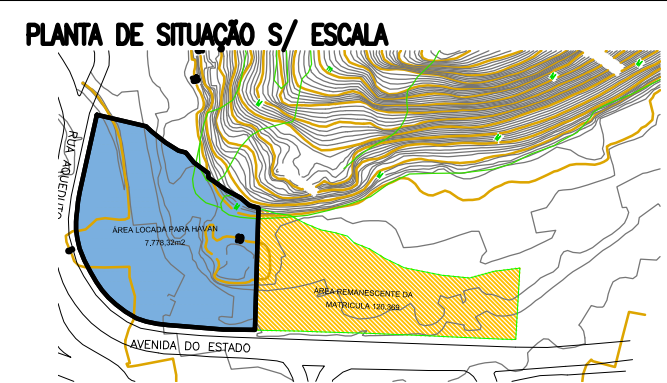 PLANTA DE SITUAÇÃO S/ ESCALA
RUA AQUEDUTO
ÁREA LOCADA PARA HAVAN
7.778,32m2
ÁREA REMANESCENTE DA
MATRICULA 120.369
AVENIDA DO ESTADO